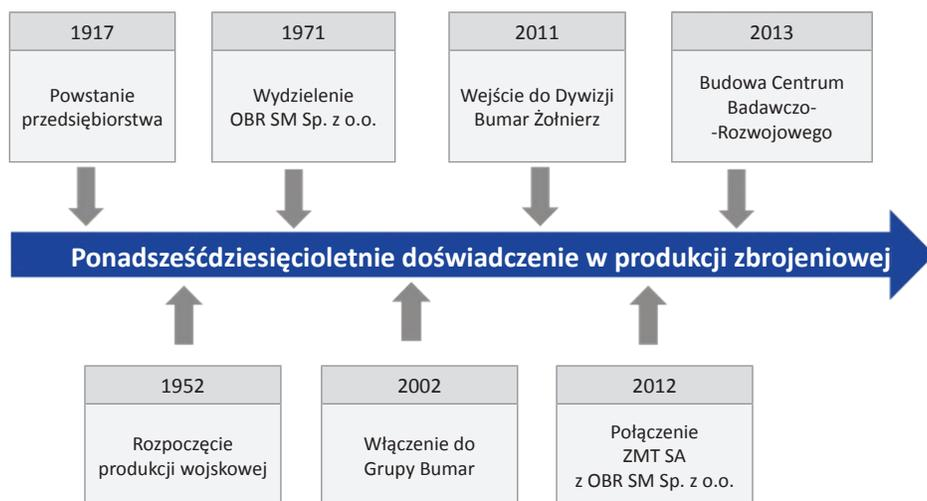 1917
Powstanie
przedsiębiorstwa
1971
Wydzielenie
OBR SM Sp. z o.o.
2011
Wejście do Dywizji
Bumar Żołnierz
2013
Budowa Centrum
Badawczo-
-Rozwojowego
Ponadsześćdziesięcioletnie doświadczenie w produkcji zbrojeniowej
1952
Rozpoczęcie
produkcji wojskowej
2002
Włączenie do
Grupy Bumar
2012
Połączenie
ZMT SA
z OBR SM Sp. z o.o.